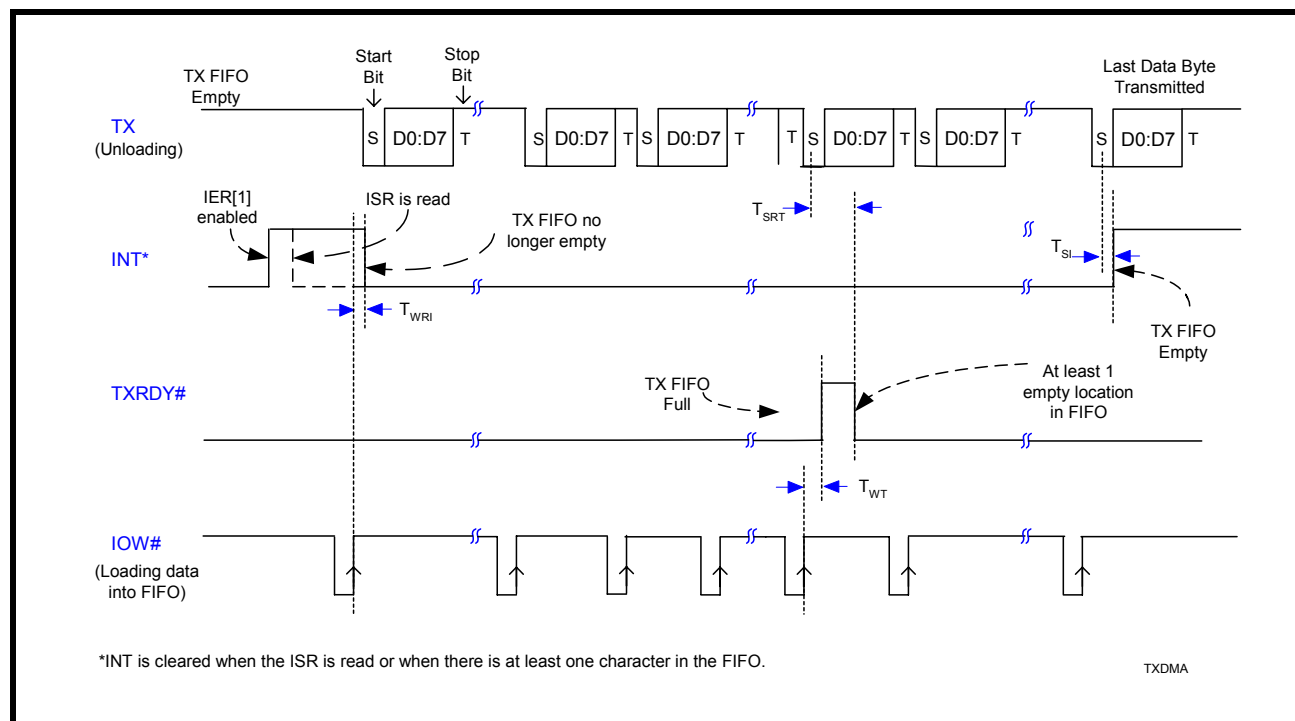 Start
Bit
Stop
Bit
TX FIFO
Empty
Last Data Byte
Transmitted
TX
(Unloading)
S D0:D7 T
S D0:D7 T S D0:D7 T
T S D0:D7 T S D0:D7 T
S D0:D7 T
IER[1]
enabled
ISR is read
TX FIFO no
longer empty
TSRT
INT*
TSI
TWRI
TX FIFO
Empty
TXRDY#
TX FIFO
Full
At least 1
empty location
in FIFO
TWT
IOW#
(Loading data
into FIFO)
*INT is cleared when the ISR is read or when there is at least one character in the FIFO.
TXDMA